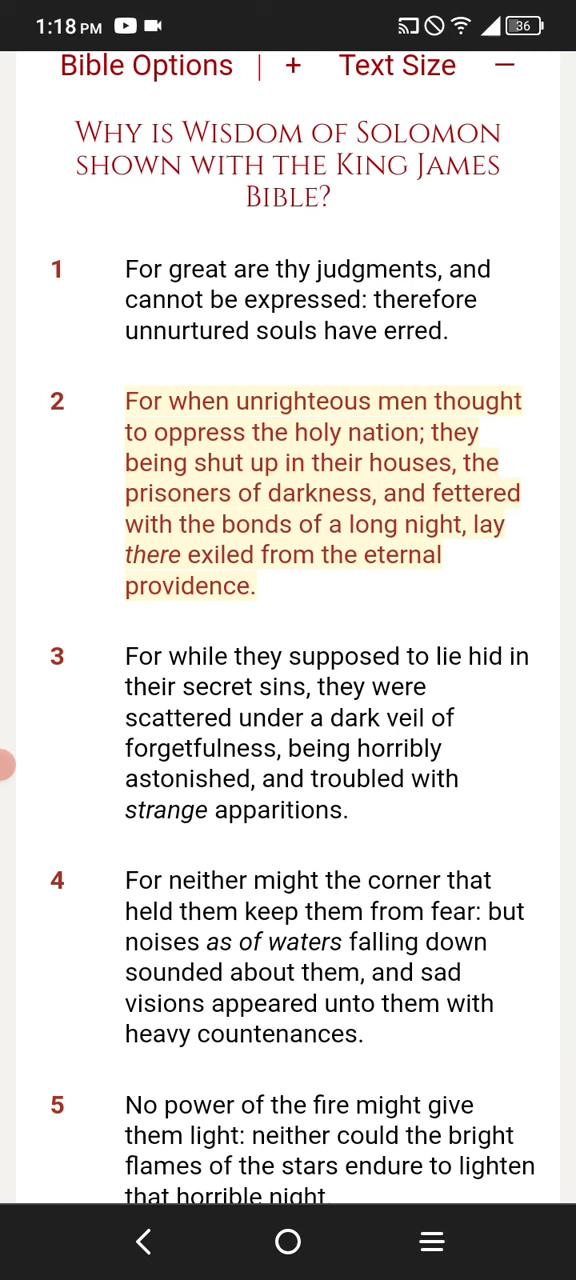 1:18 PM 36
Bible Options | + Text Size —
Why is Wisdom of Solomon
shown with the King James
Bible?
1 For great are thy judgments, and
cannot be expressed: therefore
unnurtured souls have erred.
2 For when unrighteous men thought
to oppress the holy nation; they
being shut up in their houses, the
prisoners of darkness, and fettered
with the bonds of a long night, lay
there exiled from the eternal
providence.
3 For while they supposed to lie hid in
their secret sins, they were
scattered under a dark veil of
forgetfulness, being horribly
astonished, and troubled with
strange apparitions.
4 For neither might the corner that
held them keep them from fear: but
noises as of waters falling down
sounded about them, and sad
visions appeared unto them with
heavy countenances.
5 No power of the fire might give
them light: neither could the bright
flames of the stars endure to lighten
that horrible night.